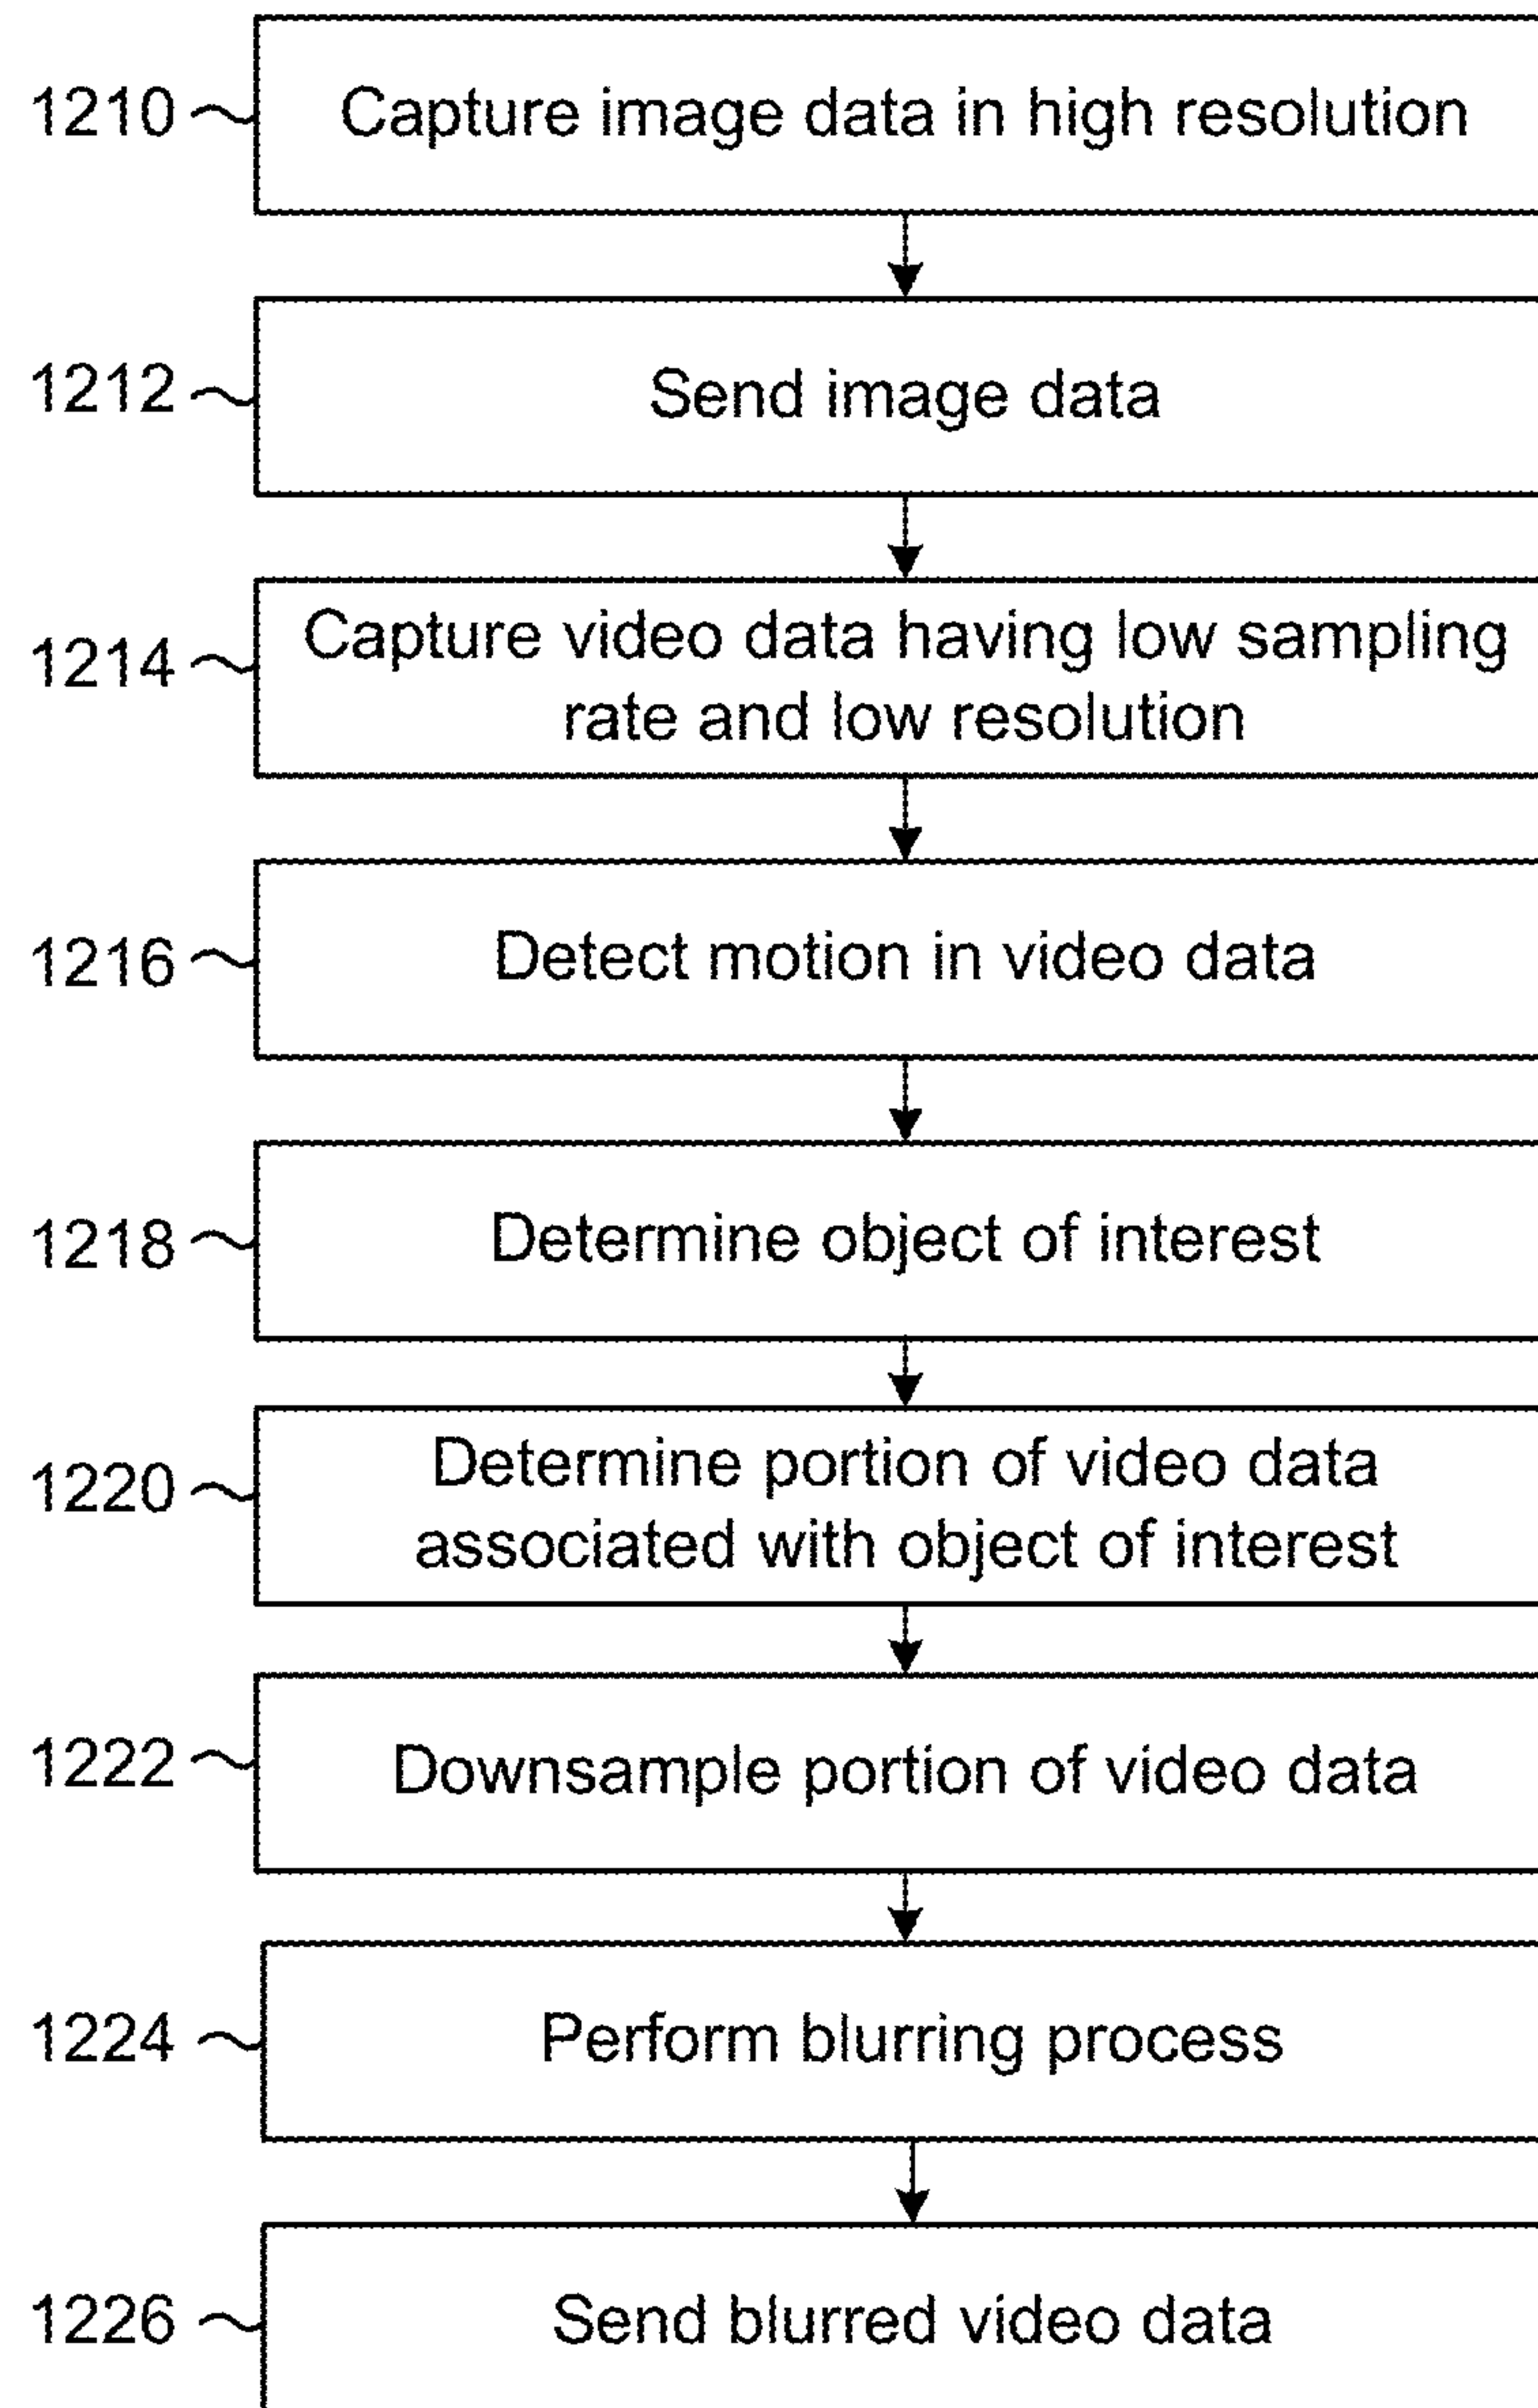 1210 Capture image data in high resolution
1212 Send image data
1214 Capture video data having low sampling
rate and low resolution
1216 Detect motion in video data
1218 Determine object of interest
1220 Determine portion of video data
associated with object of interest
1222 Downsample portion of video data
1224 Perform blurring process
1226 Send blurred video data